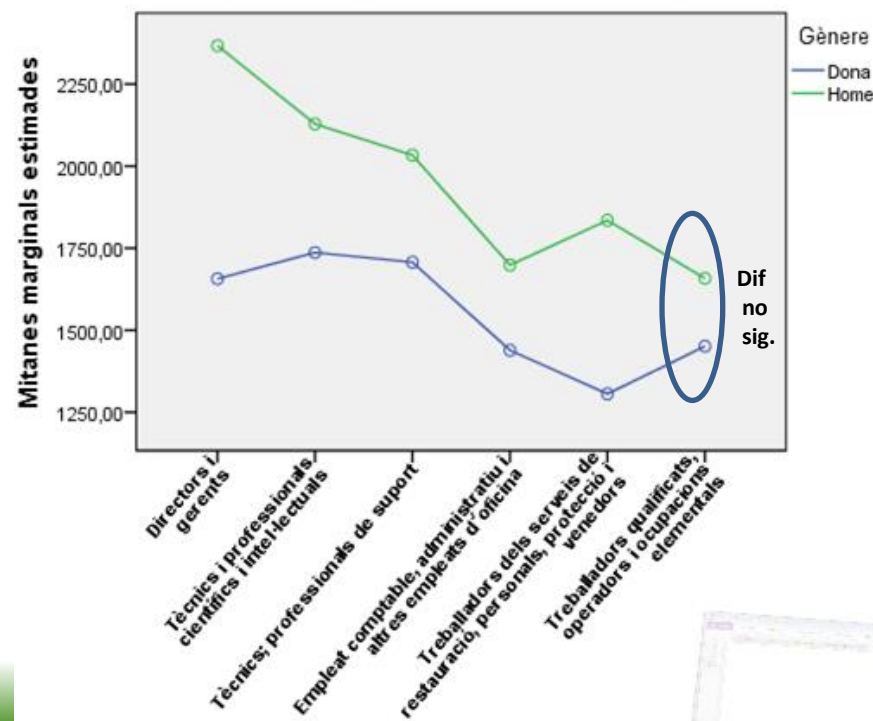 Mitanes marginals estimades
2250,00
2000,00
1750,00
1500,00
1250,00
Gènere
Dona
Home
Dif
no
sig.
Directors i
gerents
Tècnics i professionals
científics i intel·lectuals
Tècnics; professionals de suport
Empleat comptable, administratiu i
altres empleats d´oficina
Treballadors dels serveis de
restauració, personals, protecció i
venedors
Treballadors qualificats,
operadors i ocupacions
elementals